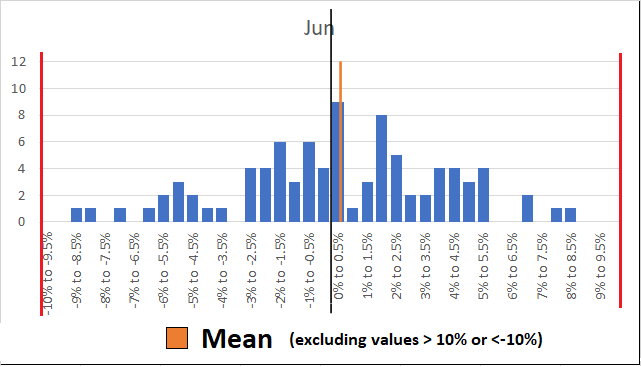 Jun
12
10
8
6
4
2
0
-10% to -9.5%
-9% to -8.5%
-8% to -7.5%
-7% to -6.5%
-6% to -5.5%
-5% to -4.5%
-4% to -3.5%
-3% to -2.5%
-2% to -1.5%
-1% to -0.5%
0% to 0.5%
1% to 1.5%
2% to 2.5%
3% to 3.5%
4% to 4.5%
5% to 5.5%
6% to 6.5%
7% to 7.5%
8% to 8.5%
9% to 9.5%
Mean (excluding values > 10% or <-10%)